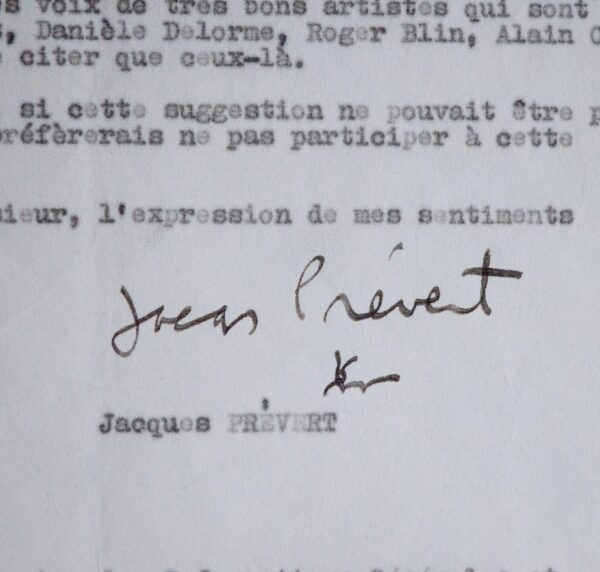 voix de très bons artistes qui sont
, Danièle Delorme, Roger Blin, Alain
citer que ceux-là.
si cette suggestion ne pouvait être
préfèrerais ne pas participer à cette
sieur, l'expression de mes sentiments
Jacques Prévert
Jacques PRÉVERT